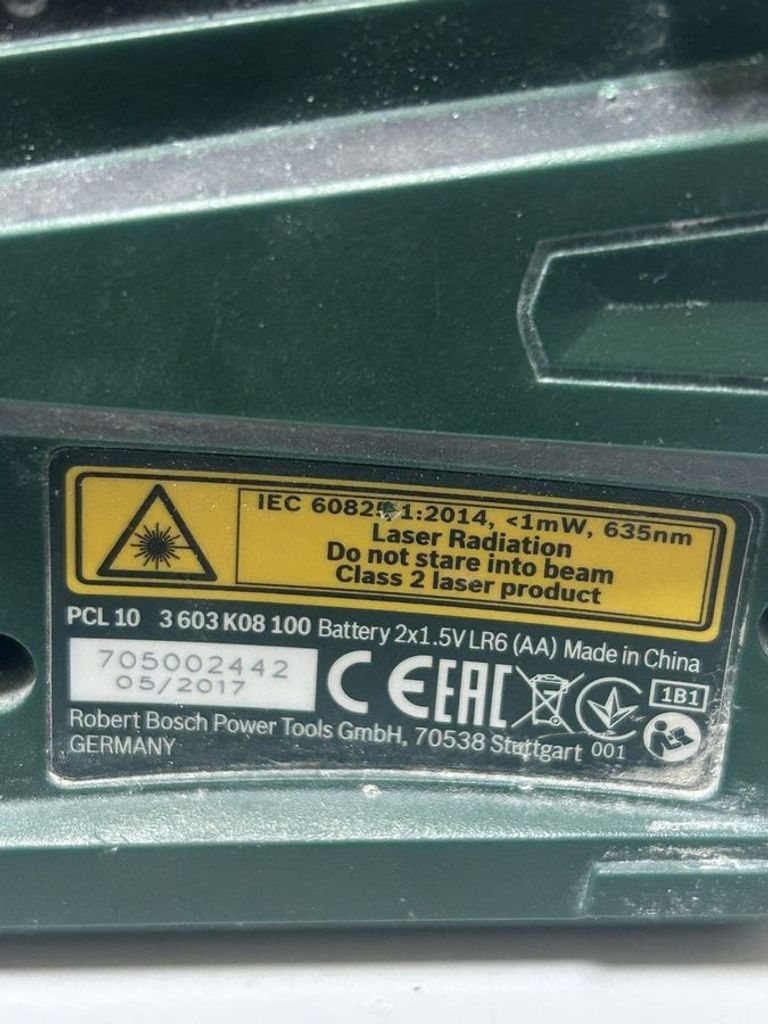 IEC 60825-1:2014, <1mW, 635nm
Laser Radiation
Do not stare into beam
Class 2 laser product
PCL 10 3 603 K08 100 Battery 2x1.5V LR6 (AA) Made in China
705002442
05/2017
CE EAC 001 1B1
Robert Bosch Power Tools GmbH, 70538 Stuttgart
GERMANY